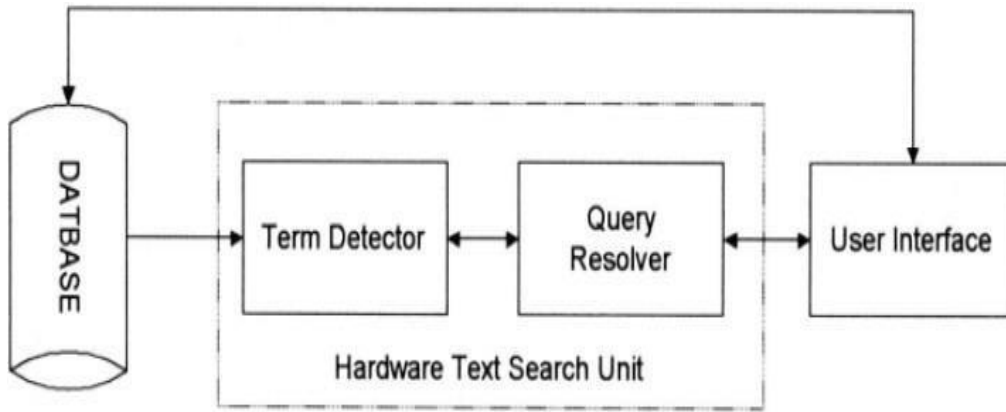 DATBASE
Term Detector
Query
Resolver
User Interface
Hardware Text Search Unit